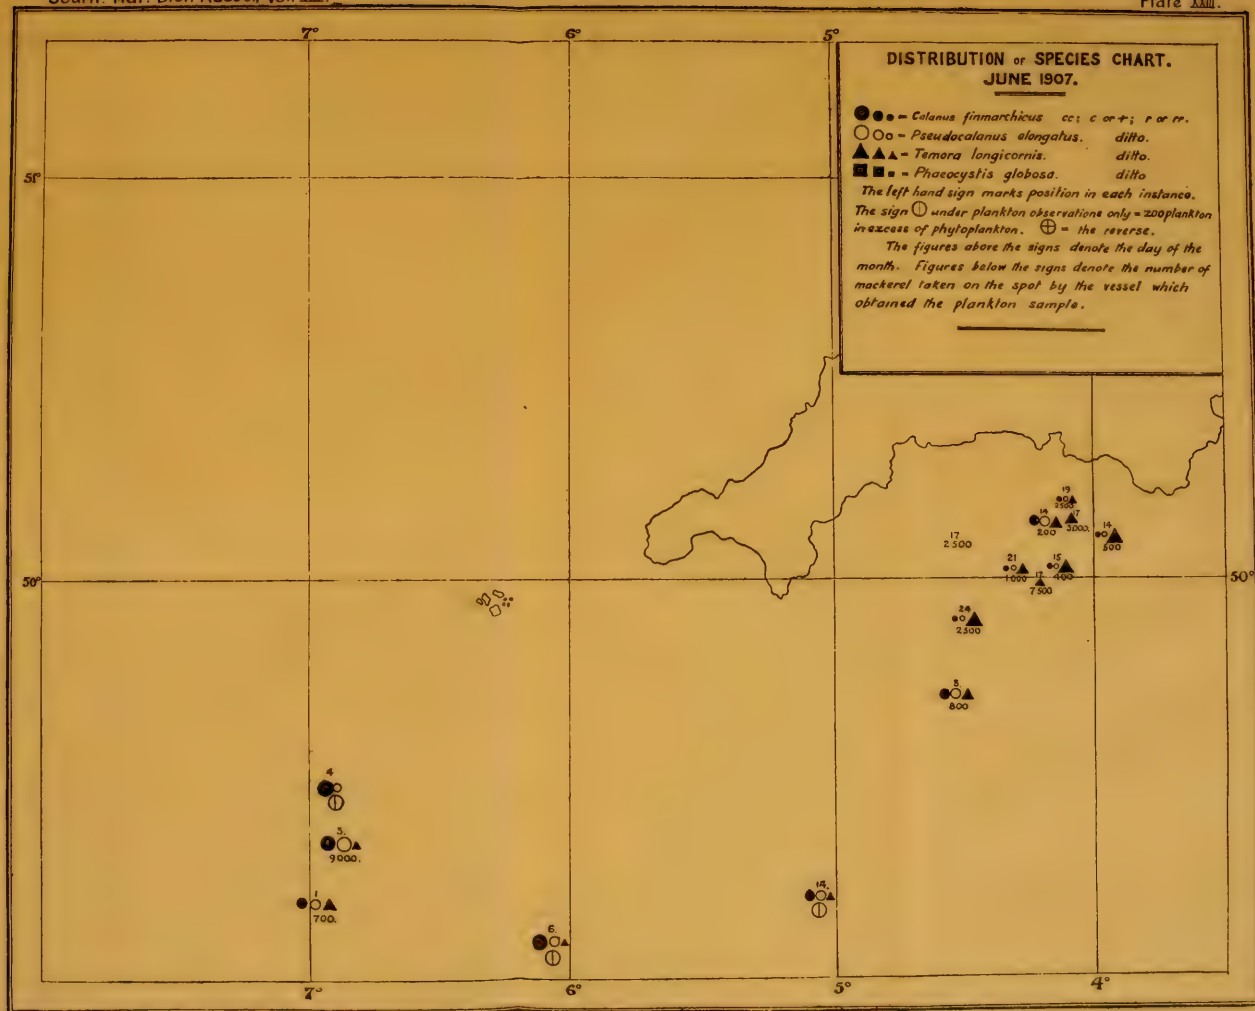 Plate XXIII.
7° 6° 5°
DISTRIBUTION OF SPECIES CHART.
JUNE 1907.
= Calanus finmarchicus cc; c or +; r or rr.
= Pseudocalanus elongatus. ditto.
= Temora longicornis. ditto.
= Phaeocystis globosa. ditto
The left hand sign marks position in each instance.
The sign under plankton observations only = zooplankton
in excess of phytoplankton. = the reverse.
The figures above the signs denote the day of the
month. Figures below the signs denote the number of
mackerel taken on the spot by the vessel which
obtained the plankton sample.
51°
19
2500
14
200
17
3000.
14
600
17
2500
21
1000
15
400
17
7500
50° 50°
24
2500
8.
800
4
9000.
1
700.
14.
6.
7° 6° 5° 4°